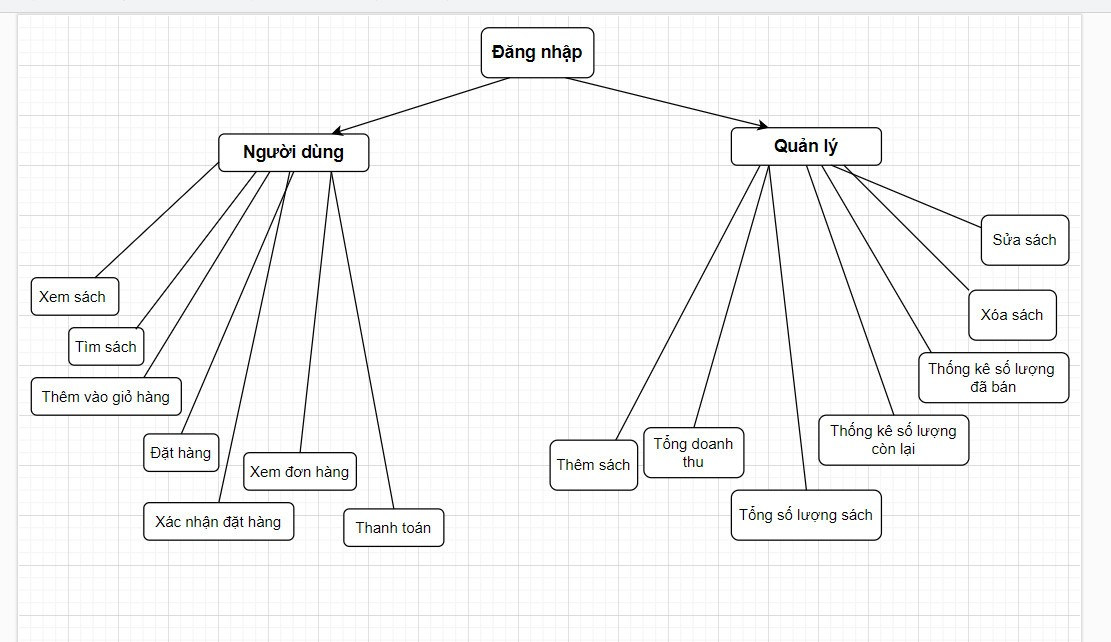 Đăng nhập
Người dùng
Quản lý
Xem sách
Tìm sách
Thêm vào giỏ hàng
Đặt hàng
Xem đơn hàng
Xác nhận đặt hàng
Thanh toán
Sửa sách
Xóa sách
Thống kê số lượng
đã bán
Thống kê số lượng
còn lại
Thêm sách
Tổng doanh
thu
Tổng số lượng sách